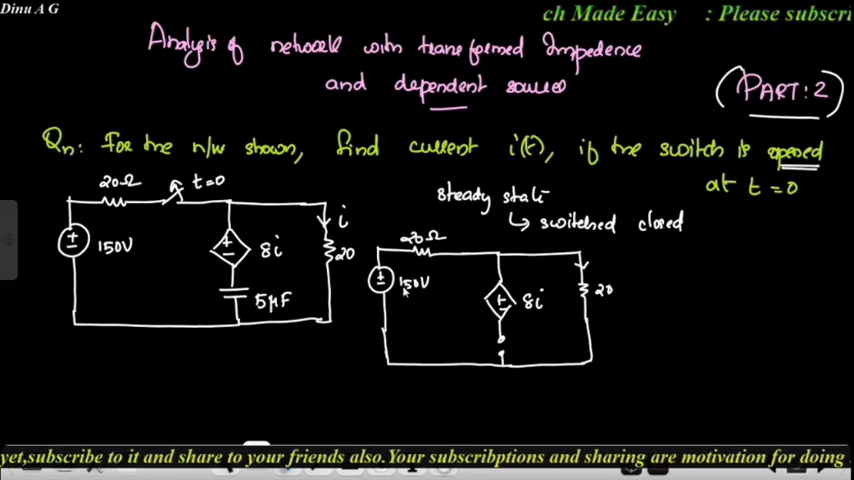 Dinu A G
ch Made Easy : Please subscri
Analysis of network with transformed Impedence
and dependent source
(PART:2)
Qn: For the n/w shown, find current i(t), if the switch is opened
at t=0
20Ω t=0
i
150V
8i
20
5μF
steady state
↳ switched closed
20Ω
150V
8i
20
yet,subscribe to it and share to your friends also.Your subscribptions and sharing are motivation for doing